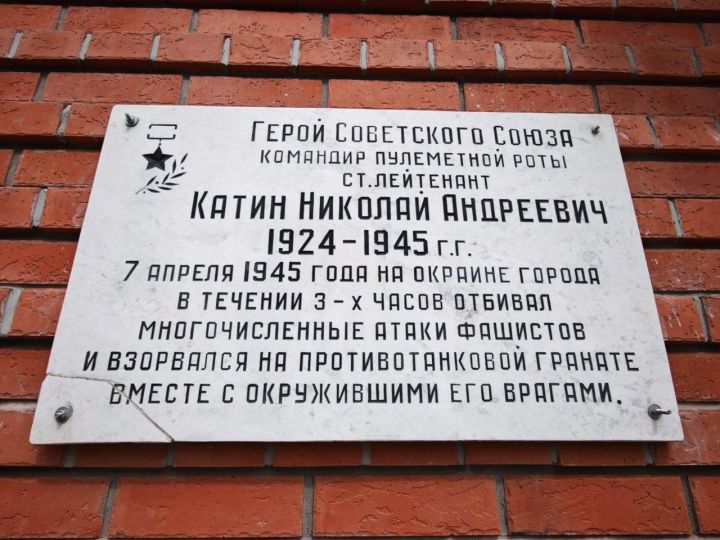 Герой Советского Союза
командир пулеметной роты
ст.лейтенант
Катин Николай Андреевич
1924-1945 г.г.
7 апреля 1945 года на окраине города
в течении 3-х часов отбивал
многочисленные атаки фашистов
и взорвался на противотанковой гранате
вместе с окружившими его врагами.